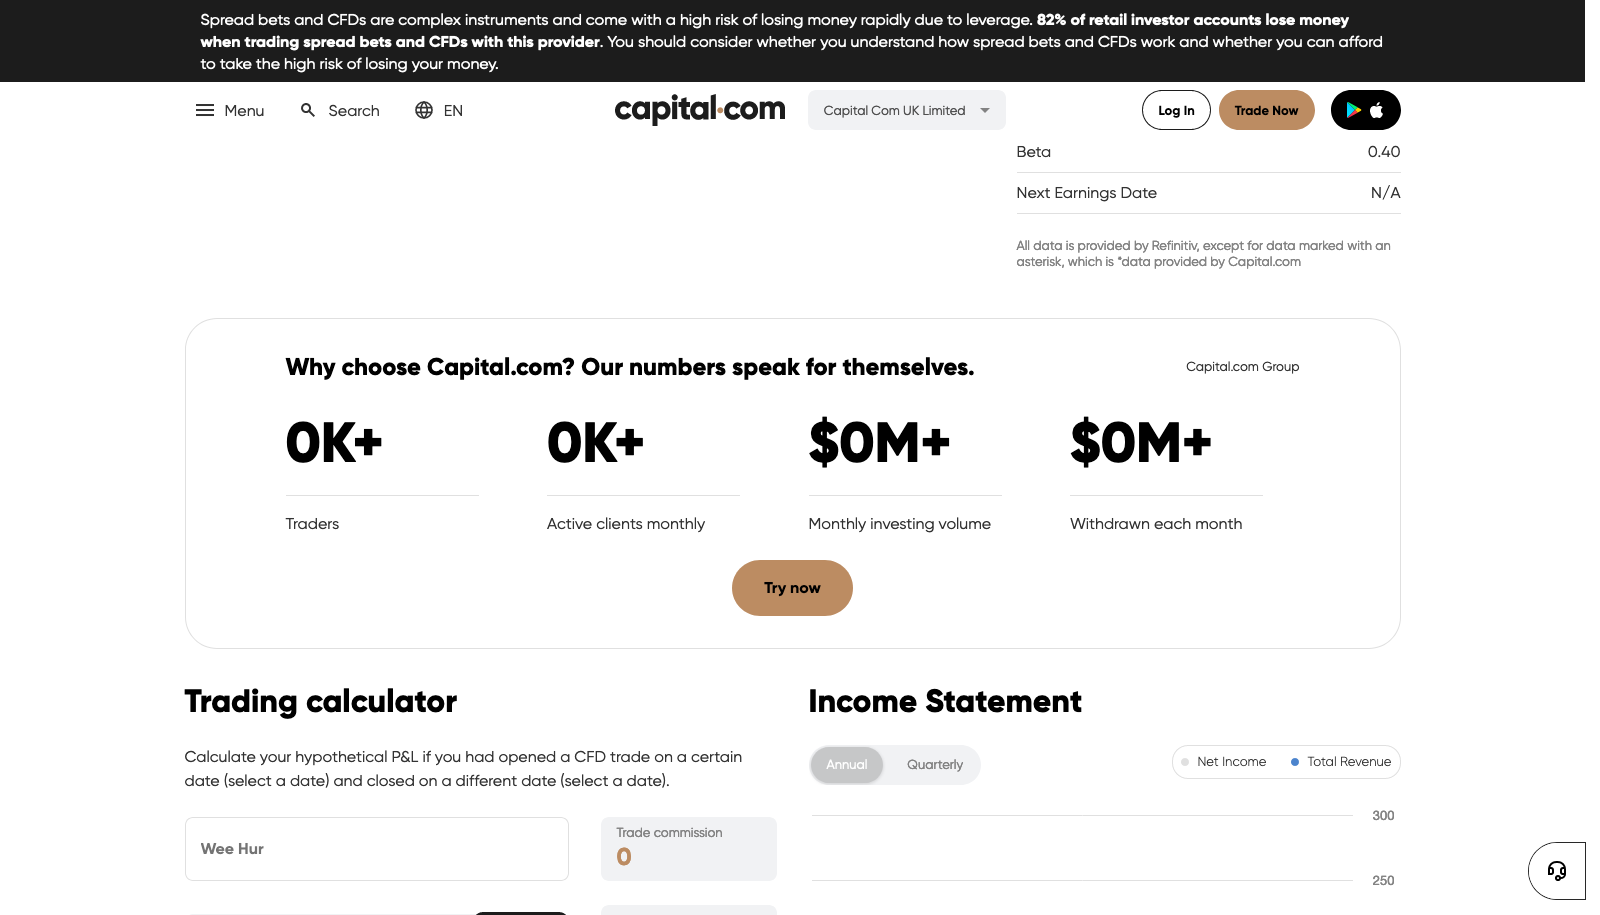 Spread bets and CFDs are complex instruments and come with a high risk of losing money rapidly due to leverage. 82% of retail investor accounts lose money
when trading spread bets and CFDs with this provider. You should consider whether you understand how spread bets and CFDs work and whether you can afford
to take the high risk of losing your money.
Menu Search EN capital.com Capital Com UK Limited Log In Trade Now
Beta 0.40
Next Earnings Date N/A
All data is provided by Refinitiv, except for data marked with an
asterisk, which is *data provided by Capital.com
Why choose Capital.com? Our numbers speak for themselves. Capital.com Group
0K+ 0K+ $0M+ $0M+
Traders Active clients monthly Monthly investing volume Withdrawn each month
Try now
Trading calculator
Calculate your hypothetical P&L if you had opened a CFD trade on a certain
date (select a date) and closed on a different date (select a date).
Wee Hur
Trade commission
0
Income Statement
Annual Quarterly Net Income Total Revenue
300
250